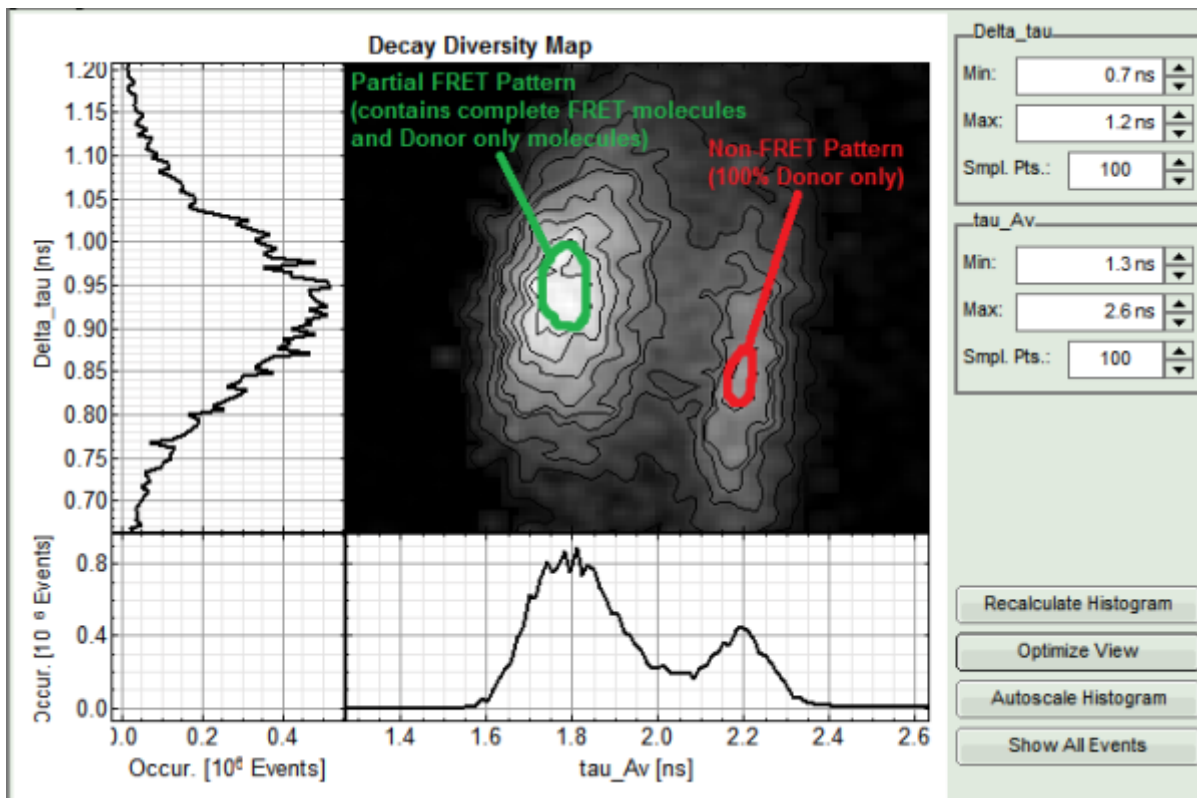 Decay Diversity Map
Partial FRET Pattern
(contains complete FRET molecules
and Donor only molecules)
Non-FRET Pattern
(100% Donor only)
1.20
1.15
1.10
1.05
1.00
0.95
0.90
0.85
0.80
0.75
0.70
Delta_tau [ns]
0.8
0.4
0.0
Occur. [10⁶ Events]
0.0 0.2 0.4
Occur. [10⁶ Events]
1.4 1.6 1.8 2.0 2.2 2.4 2.6
tau_Av [ns]
Delta_tau
Min: 0.7 ns
Max: 1.2 ns
Smpl. Pts.: 100
tau_Av
Min: 1.3 ns
Max: 2.6 ns
Smpl. Pts.: 100
Recalculate Histogram
Optimize View
Autoscale Histogram
Show All Events